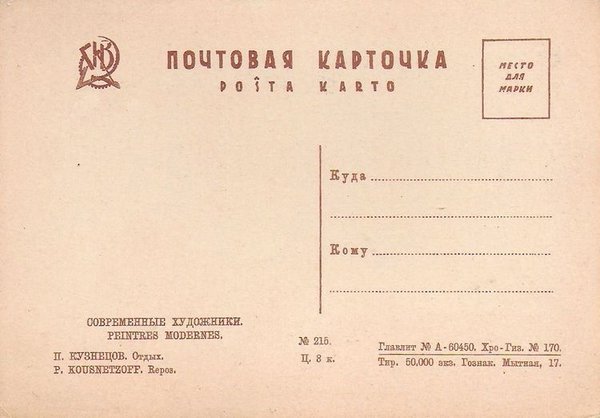 ПОЧТОВАЯ КАРТОЧКА
POŜTA KARTO
МЕСТО
ДЛЯ
МАРКИ
Куда
Кому
СОВРЕМЕННЫЕ ХУДОЖНИКИ.
PEINTRES MODERNES.
П. КУЗНЕЦОВ. Отдых.
P. KOUSNETZOFF. Repos.
№ 215.
Ц. 8 к.
Главлит № А-60450. Хро-Гиз. № 170.
Тир. 50.000 экз. Гознак. Мытная, 17.